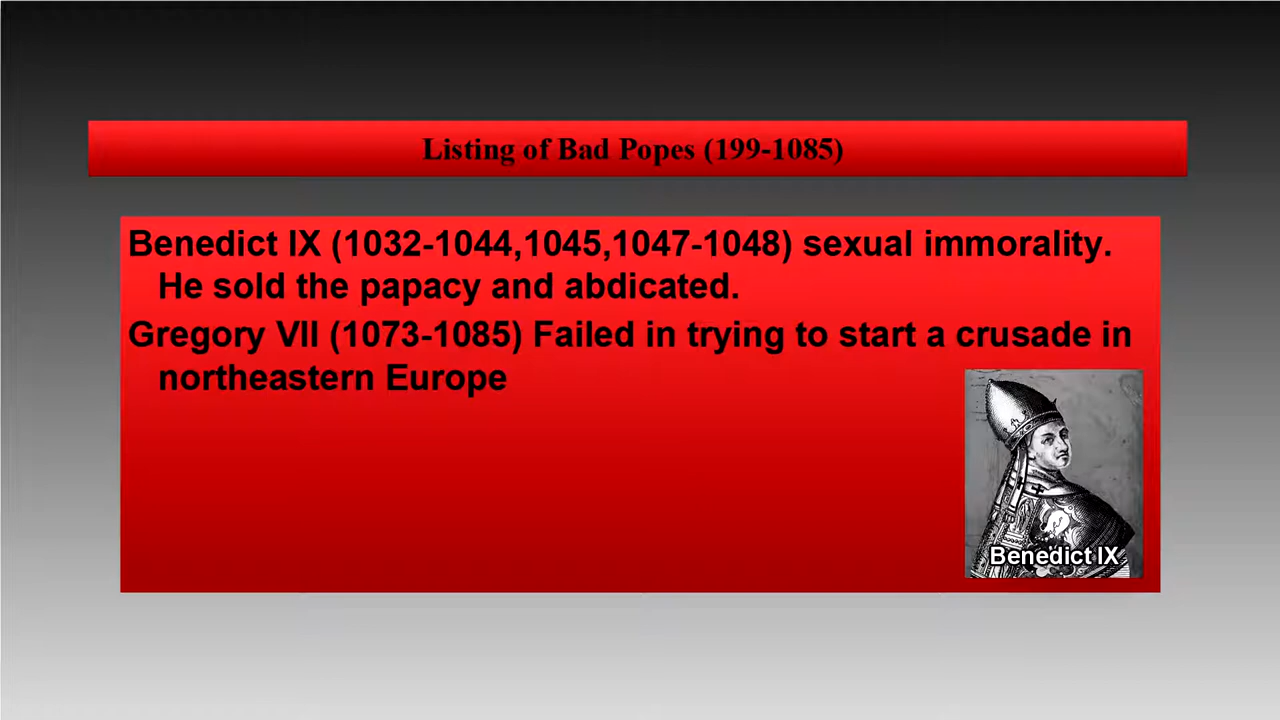 Listing of Bad Popes (199-1085)
Benedict IX (1032-1044,1045,1047-1048) sexual immorality.
He sold the papacy and abdicated.
Gregory VII (1073-1085) Failed in trying to start a crusade in
northeastern Europe
Benedict IX